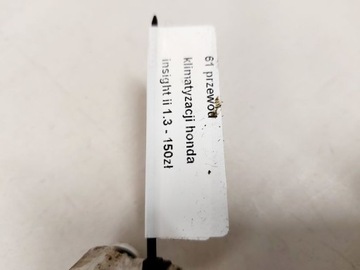 61 przewód
klimatyzacji honda
insight ii 1.3 - 150zł